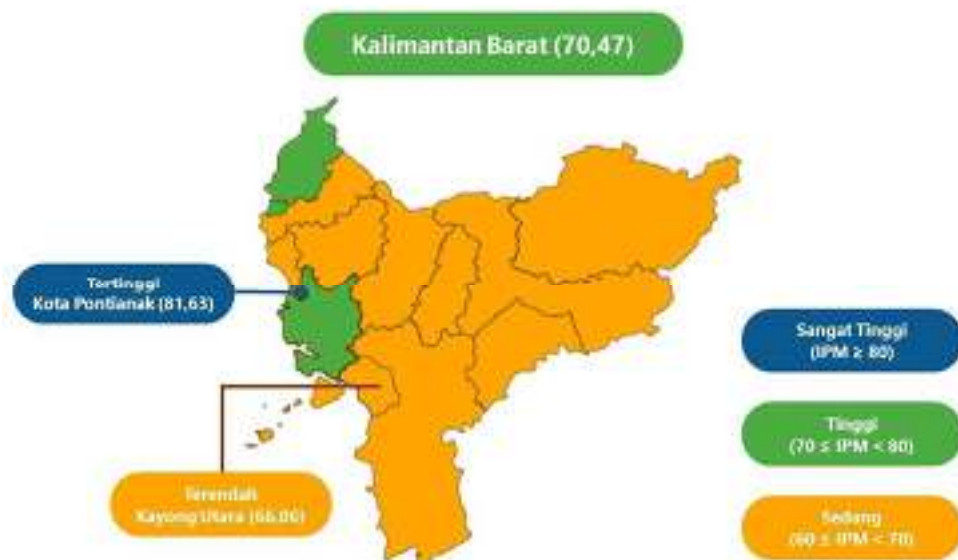 Kalimantan Barat (70,47)
Tertinggi
Kota Pontianak (81,63)
Sangat Tinggi
(IPM ≥ 80)
Tinggi
(70 ≤ IPM < 80)
Terendah
Kayong Utara (66,06)
Sedang
(60 ≤ IPM < 70)